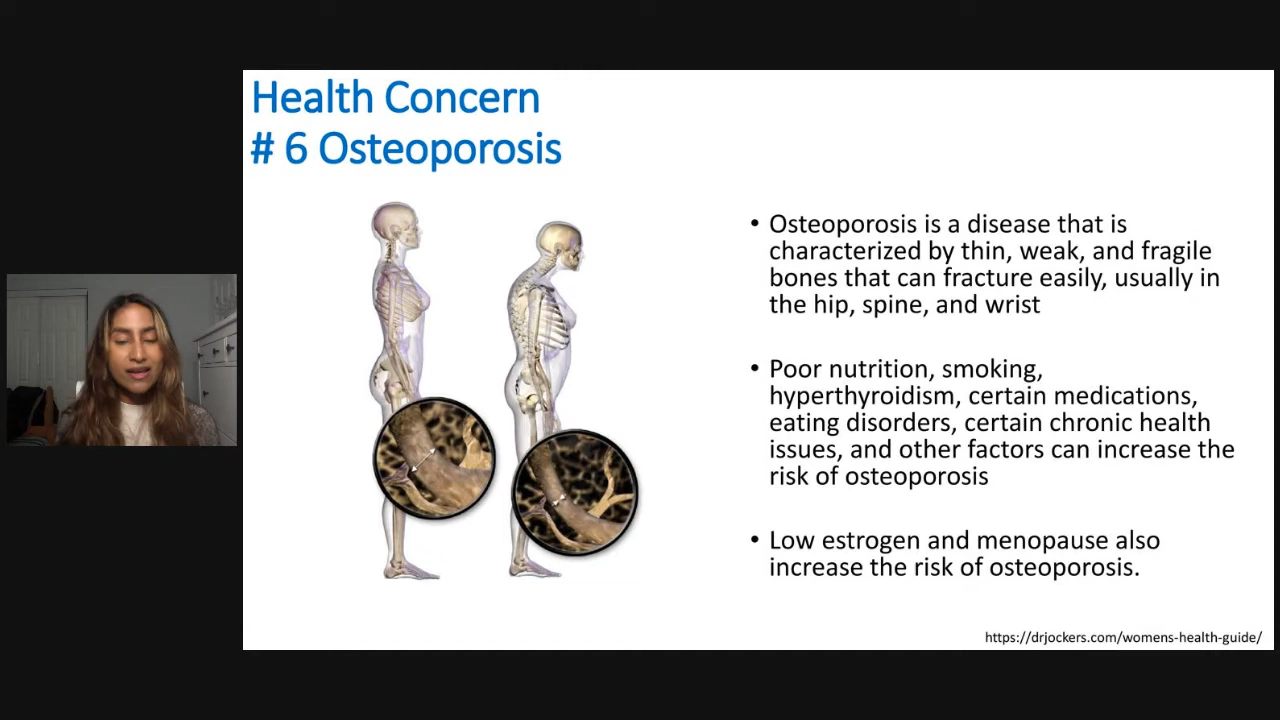 Health Concern
# 6 Osteoporosis
• Osteoporosis is a disease that is
characterized by thin, weak, and fragile
bones that can fracture easily, usually in
the hip, spine, and wrist
• Poor nutrition, smoking,
hyperthyroidism, certain medications,
eating disorders, certain chronic health
issues, and other factors can increase the
risk of osteoporosis
• Low estrogen and menopause also
increase the risk of osteoporosis.
https://drjockers.com/womens-health-guide/